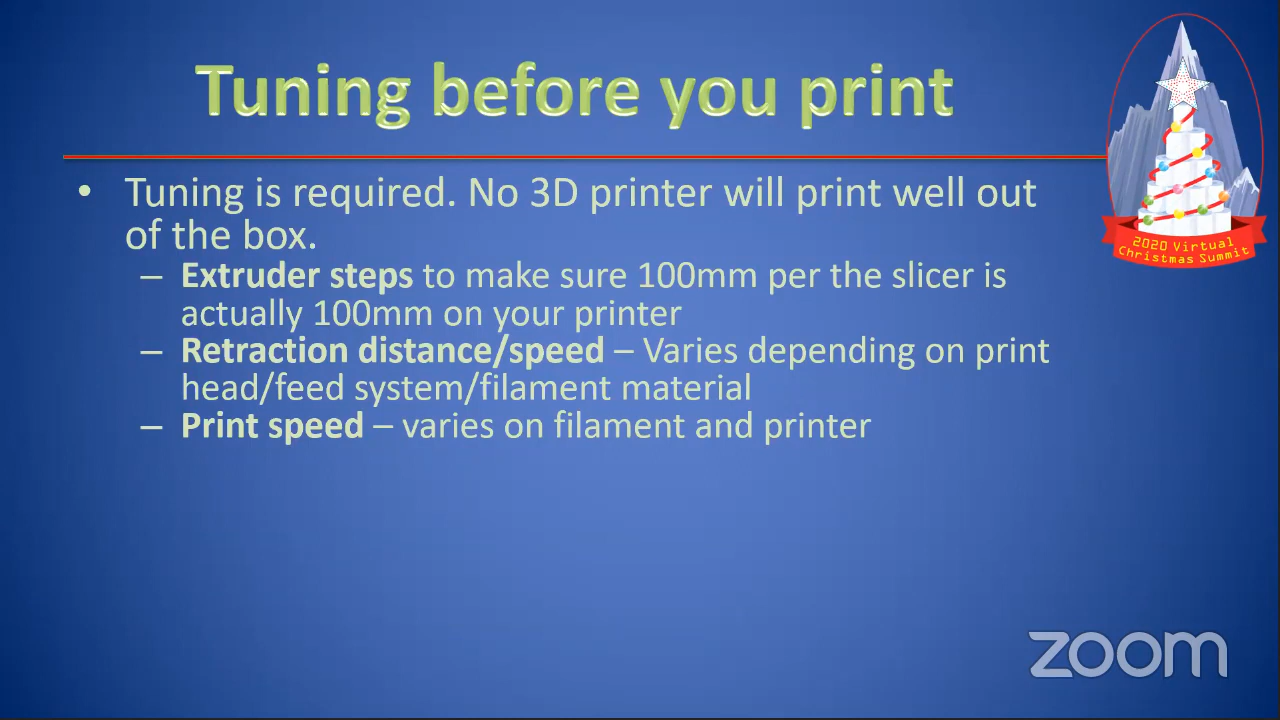 Tuning before you print
• Tuning is required. No 3D printer will print well out
of the box.
– Extruder steps to make sure 100mm per the slicer is
actually 100mm on your printer
– Retraction distance/speed – Varies depending on print
head/feed system/filament material
– Print speed – varies on filament and printer
2020 Virtual
Christmas Summit
zoom